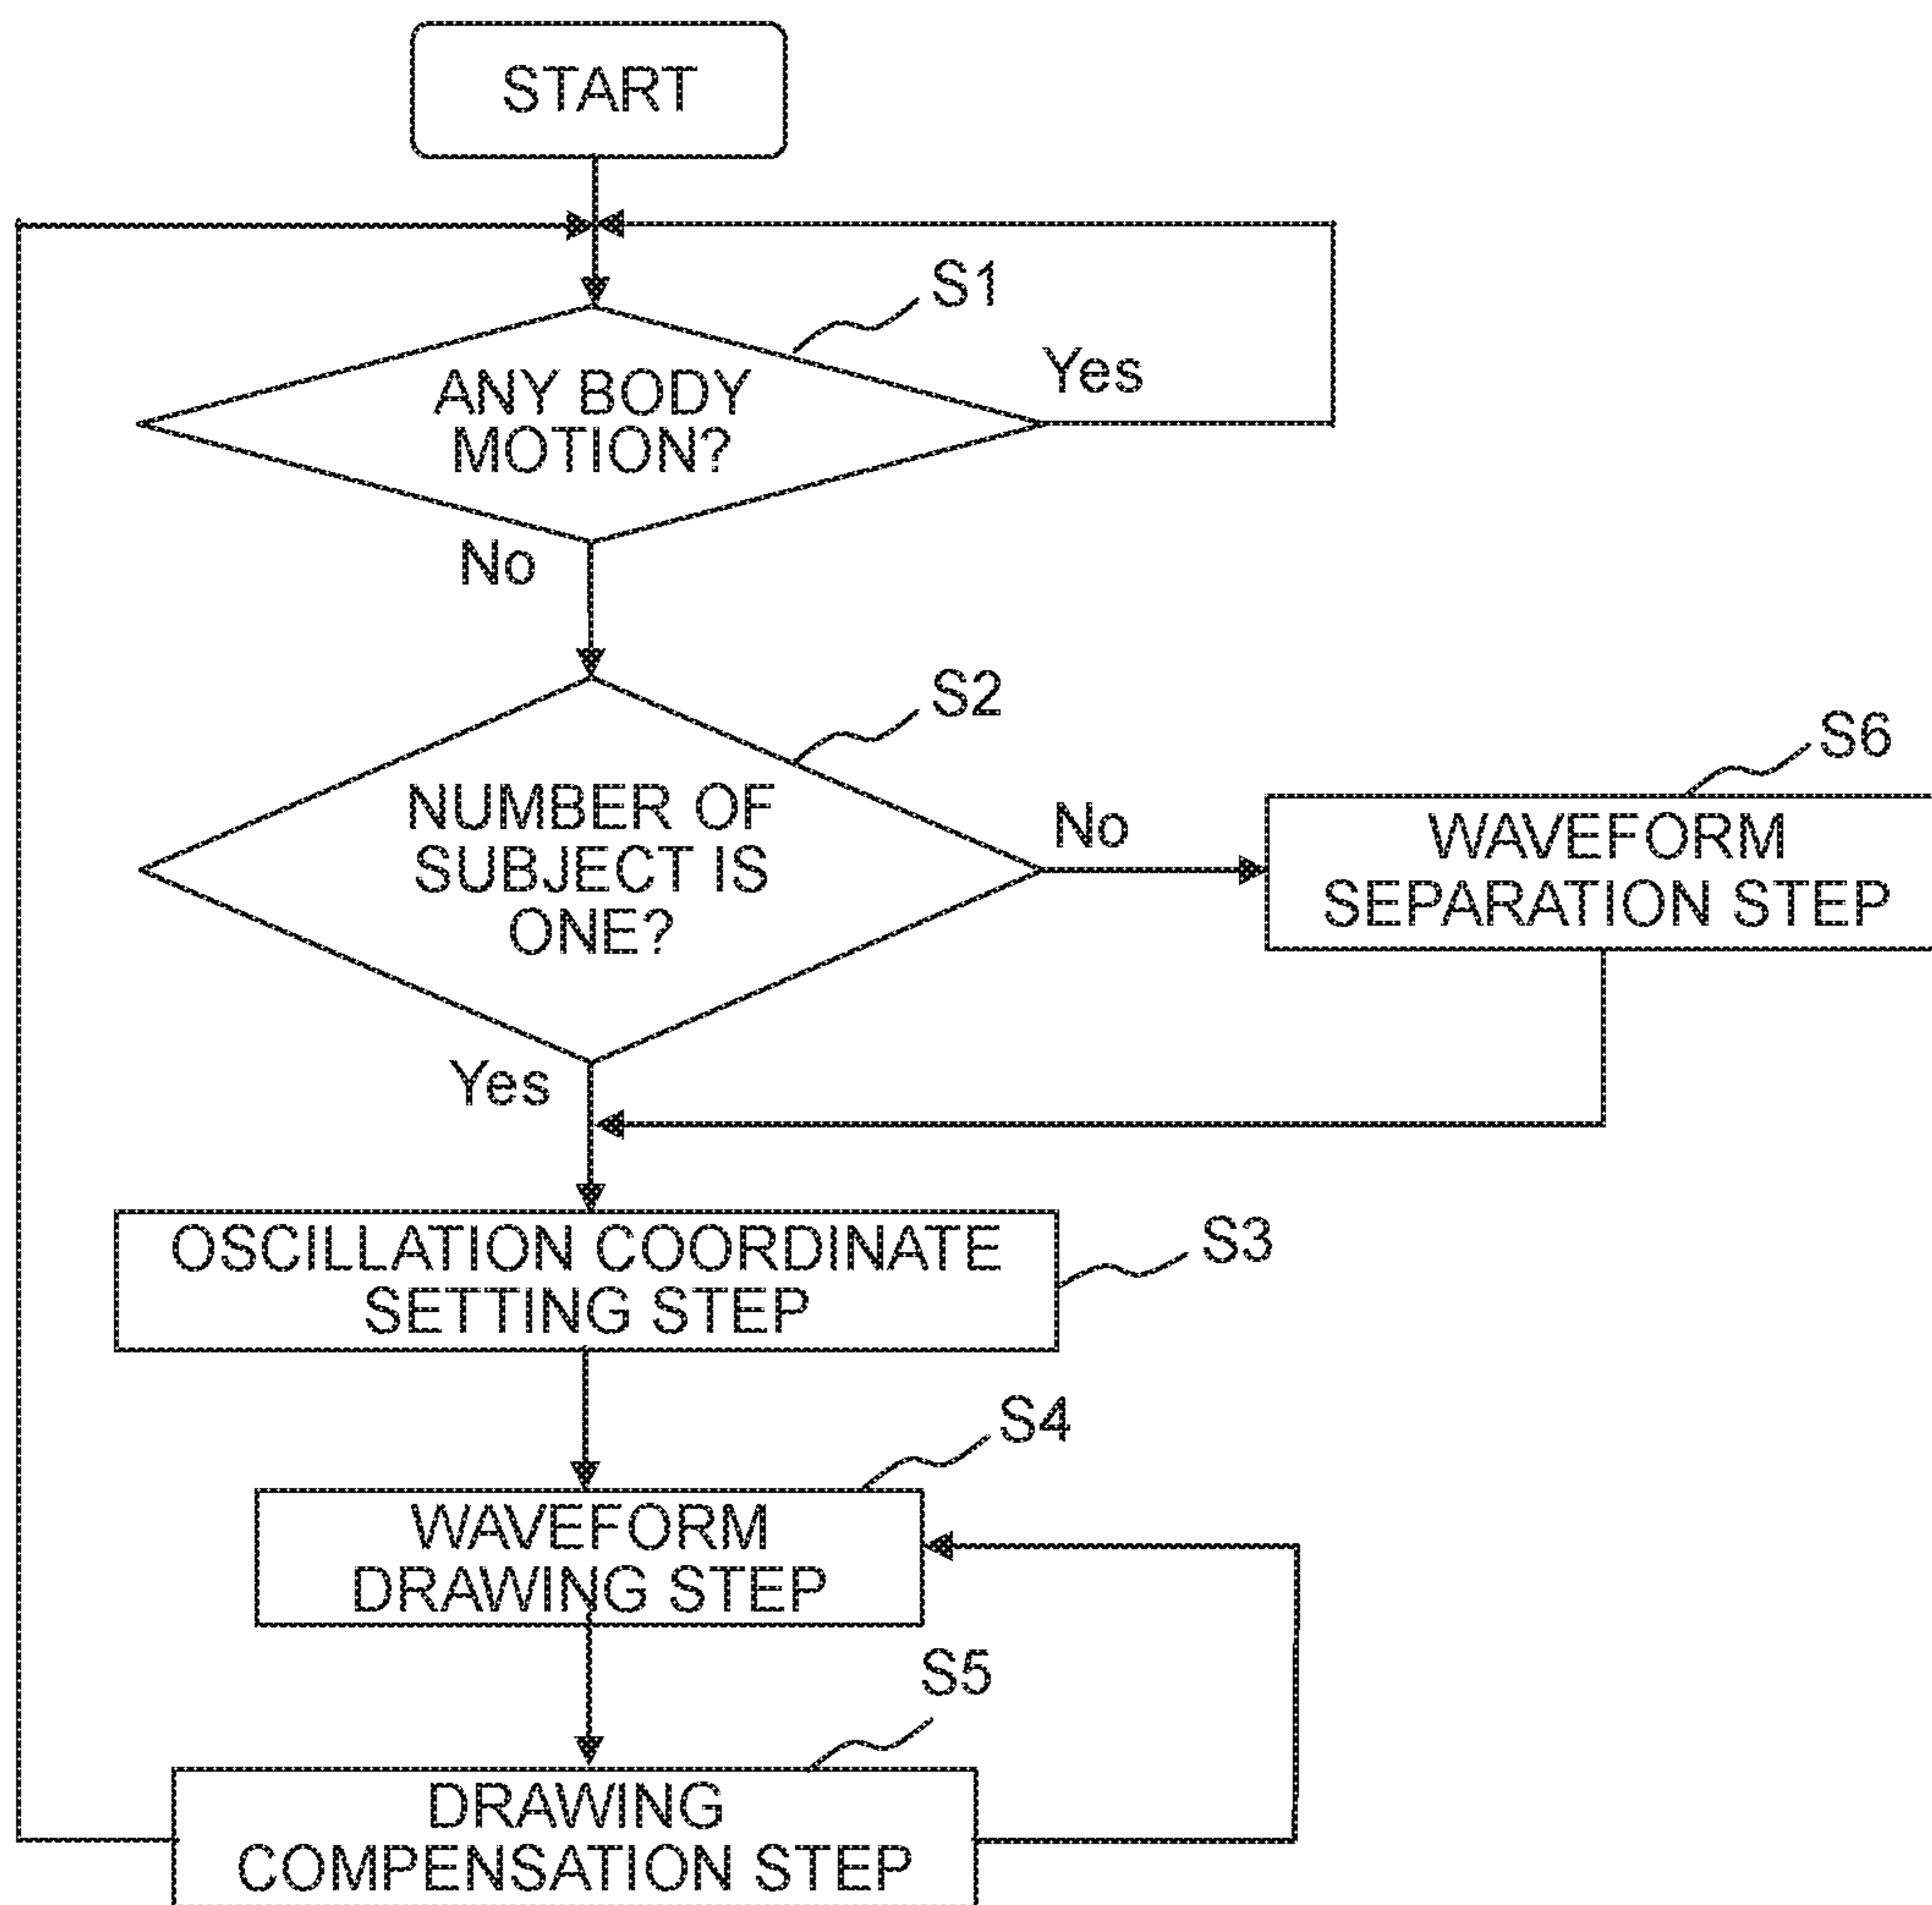 START
S1
ANY BODY
MOTION?
Yes
No
S2
NUMBER OF
SUBJECT IS
ONE?
No
S6
WAVEFORM
SEPARATION STEP
Yes
OSCILLATION COORDINATE
SETTING STEP
S3
S4
WAVEFORM
DRAWING STEP
S5
DRAWING
COMPENSATION STEP